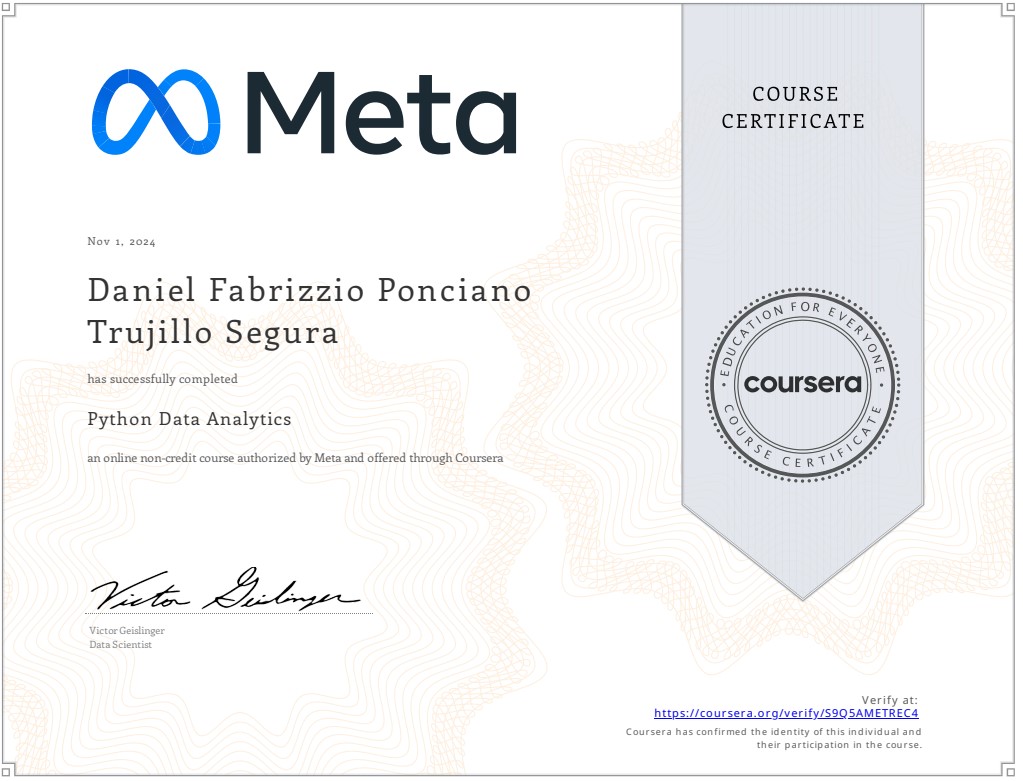 Meta
COURSE
CERTIFICATE
Nov 1, 2024
Daniel Fabrizzio Ponciano
Trujillo Segura
has successfully completed
Python Data Analytics
an online non-credit course authorized by Meta and offered through Coursera
EDUCATION FOR EVERYONE
coursera
COURSE CERTIFICATE
Victor Geislinger
Victor Geislinger
Data Scientist
Verify at:
https://coursera.org/verify/S9Q5AMETREC4
Coursera has confirmed the identity of this individual and
their participation in the course.